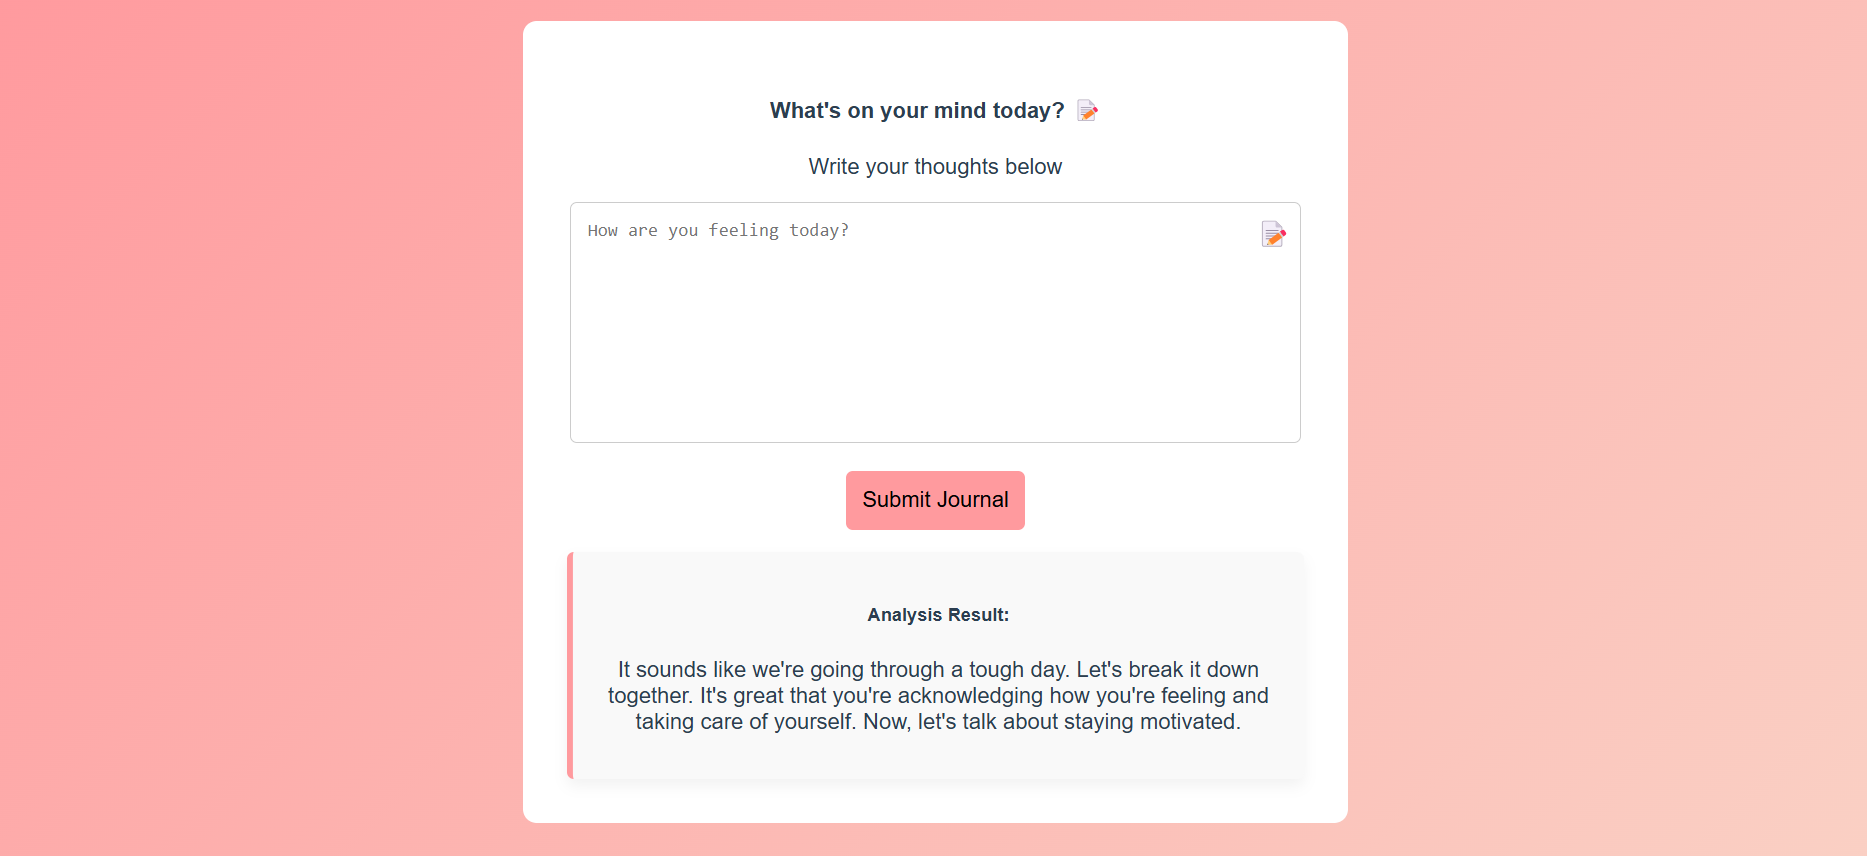 What's on your mind today? 📝
Write your thoughts below
How are you feeling today?
Submit Journal
Analysis Result:
It sounds like we're going through a tough day. Let's break it down
together. It's great that you're acknowledging how you're feeling and
taking care of yourself. Now, let's talk about staying motivated.